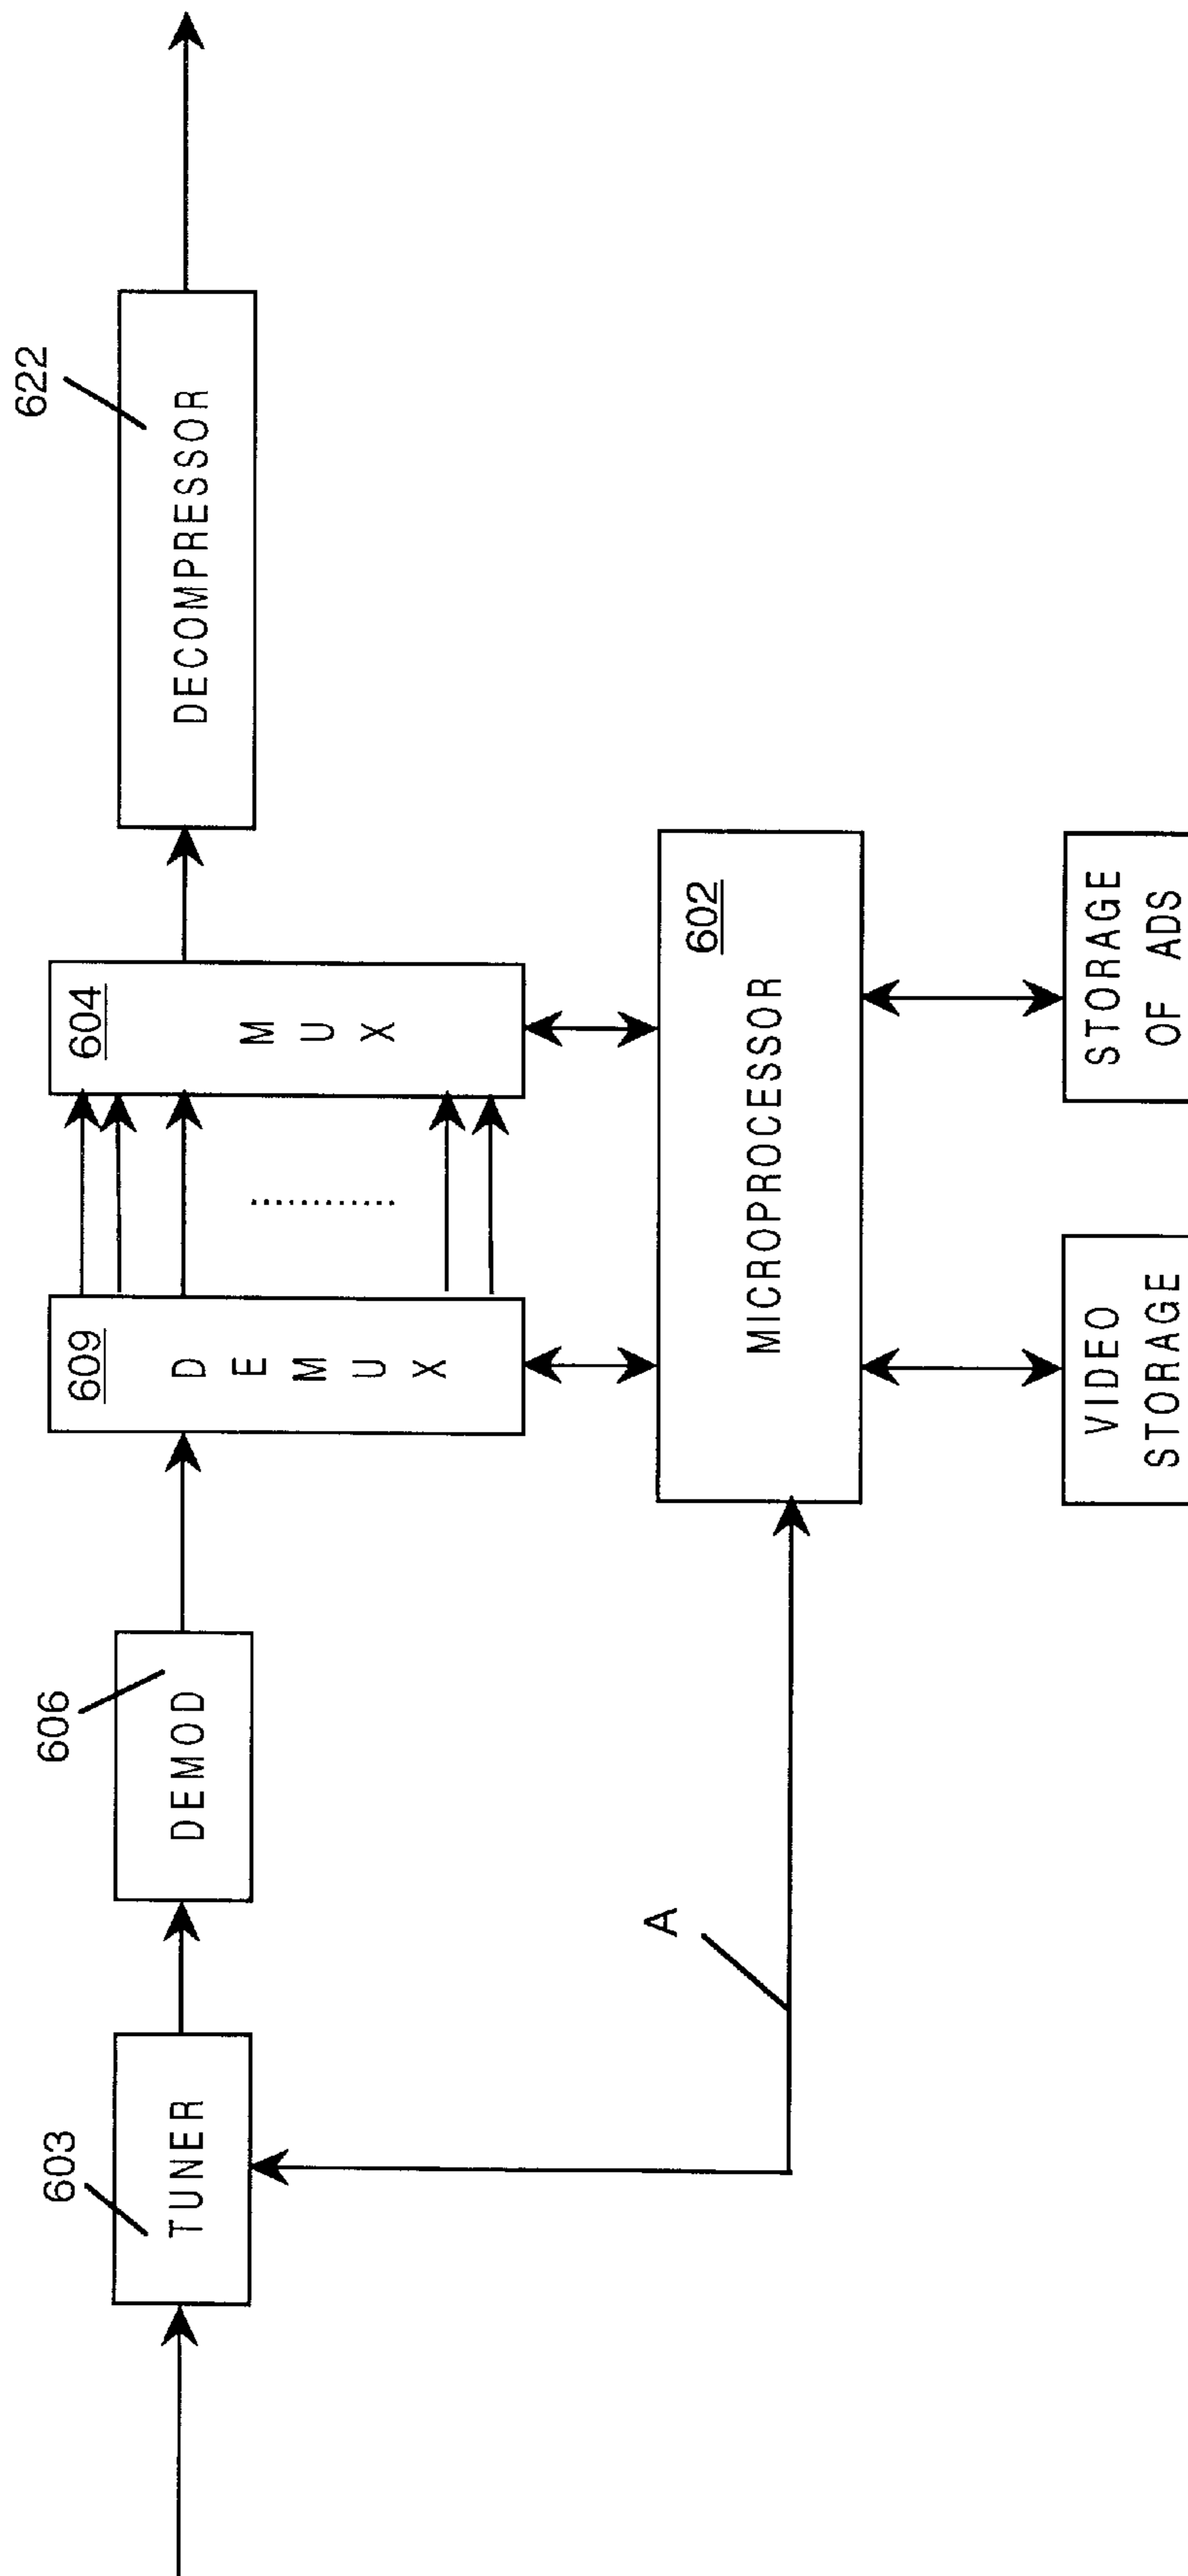 603
TUNER
606
DEMOD
609
DEMUX
604
MUX
622
DECOMPRESSOR
A
602
MICROPROCESSOR
VIDEO
STORAGE
STORAGE
OF ADS